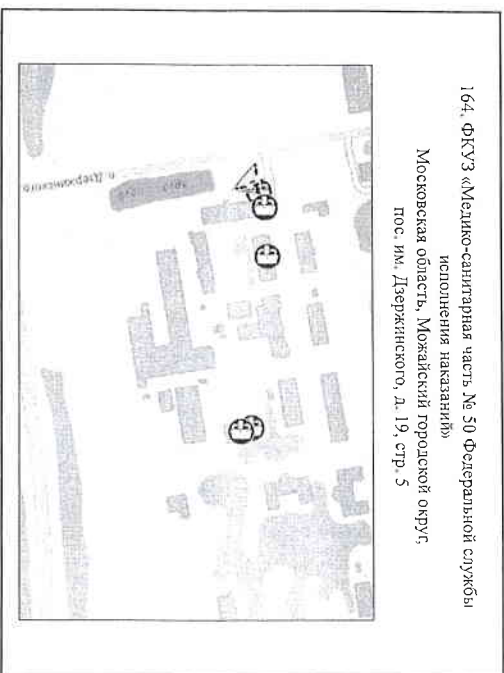 164. ФКУЗ «Медико-санитарная часть № 50 Федеральной службы
исполнения наказаний»
Московская область, Можайский городской округ,
пос. им. Дзержинского, д. 19, стр. 5
п. Дзержинского